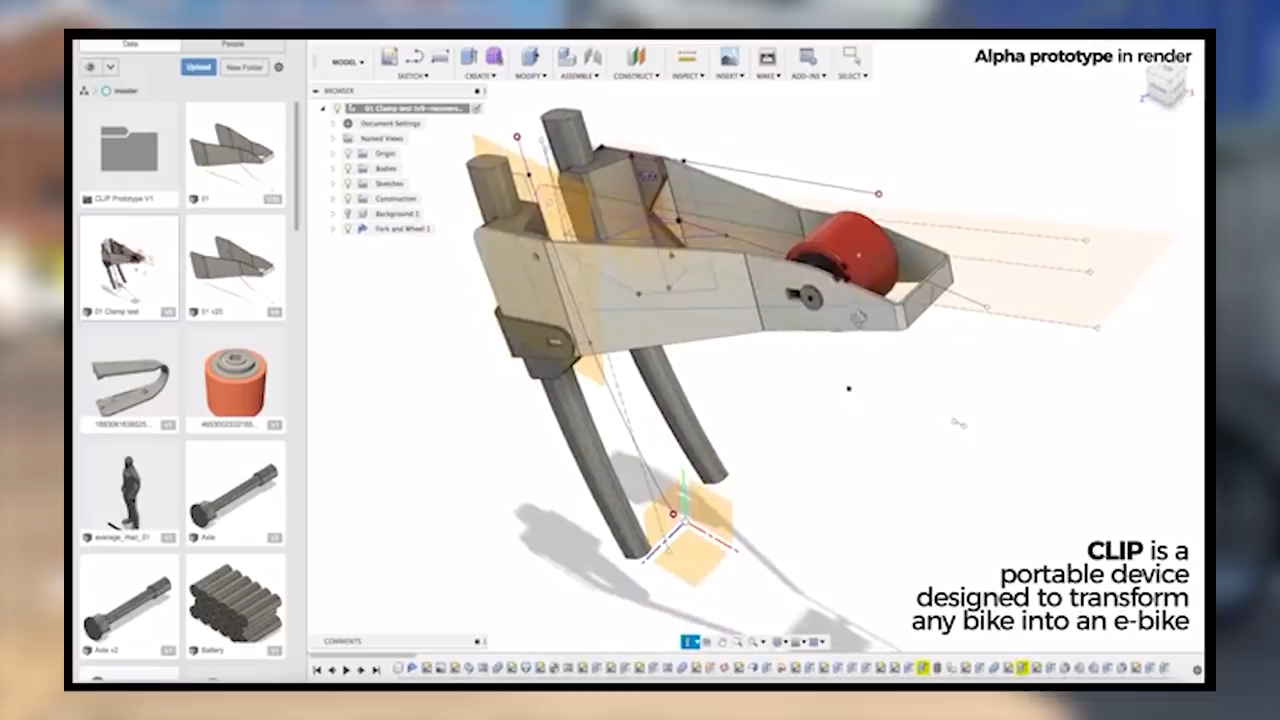 Data
People
Upload
New Folder
master
CLIP Prototype V1
01
01 Clamp test
01 v20
average_man_01
Axle
Axle x2
Battery
MODEL
SKETCH
CREATE
MODIFY
ASSEMBLE
CONSTRUCT
INSPECT
INSERT
MAKE
ADD-INS
SELECT
BROWSER
Document Settings
Named Views
Origin
Bodies
Sketches
Construction
Background 1
Fork and Wheel 1
Alpha prototype in render
CLIP is a
portable device
designed to transform
any bike into an e-bike
COMMENTS